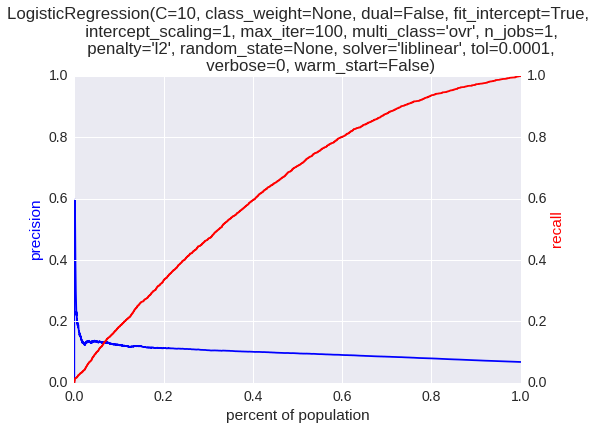 LogisticRegression(C=10, class_weight=None, dual=False, fit_intercept=True,
intercept_scaling=1, max_iter=100, multi_class='ovr', n_jobs=1,
penalty='l2', random_state=None, solver='liblinear', tol=0.0001,
verbose=0, warm_start=False)
1.0
0.8
0.6
0.4
0.2
0.0
precision
1.0
0.8
0.6
0.4
0.2
0.0
recall
0.0 0.2 0.4 0.6 0.8 1.0
percent of population